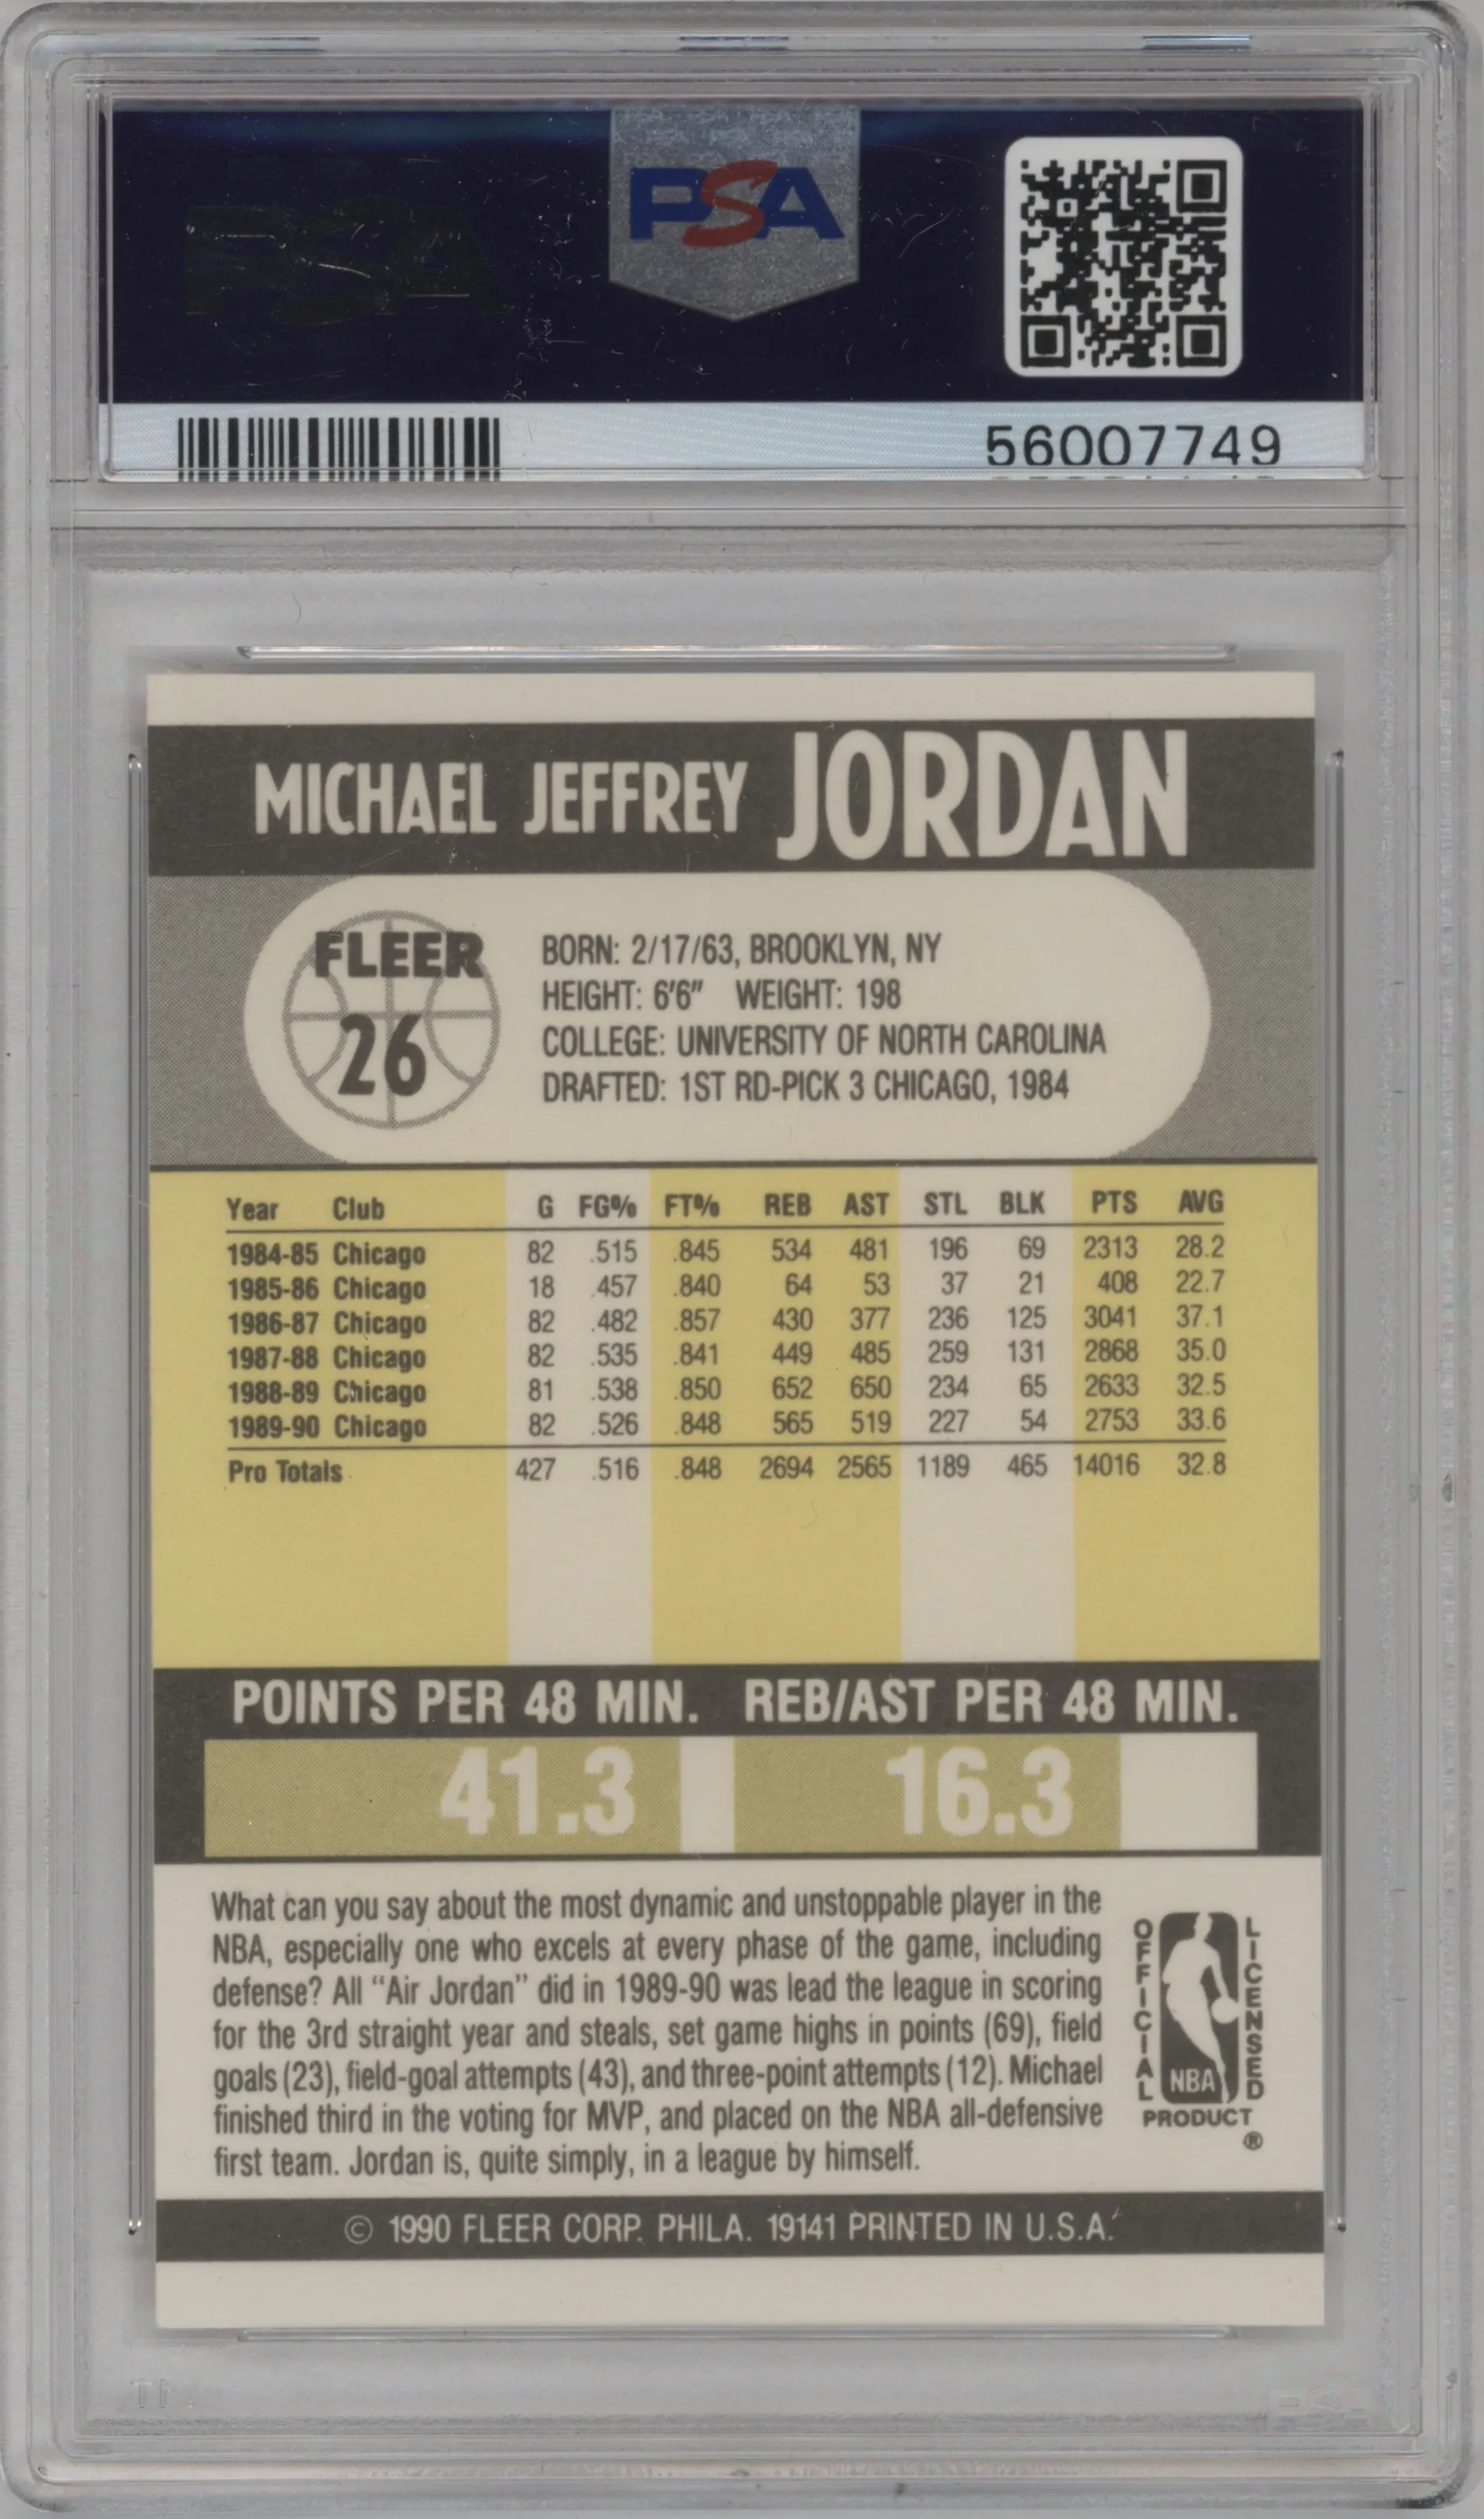 PSA
PSA
56007749
MICHAEL JEFFREY JORDAN
FLEER
26
BORN: 2/17/63, BROOKLYN, NY
HEIGHT: 6'6" WEIGHT: 198
COLLEGE: UNIVERSITY OF NORTH CAROLINA
DRAFTED: 1ST RD-PICK 3 CHICAGO, 1984
Year Club G FG% FT% REB AST STL BLK PTS AVG
1984-85 Chicago 82 .515 .845 534 481 196 69 2313 28.2
1985-86 Chicago 18 .457 .840 64 53 37 21 408 22.7
1986-87 Chicago 82 .482 .857 430 377 236 125 3041 37.1
1987-88 Chicago 82 .535 .841 449 485 259 131 2868 35.0
1988-89 Chicago 81 .538 .850 652 650 234 65 2633 32.5
1989-90 Chicago 82 .526 .848 565 519 227 54 2753 33.6
Pro Totals 427 .516 .848 2694 2565 1189 465 14016 32.8
POINTS PER 48 MIN. REB/AST PER 48 MIN.
41.3 16.3
What can you say about the most dynamic and unstoppable player in the
NBA, especially one who excels at every phase of the game, including
defense? All "Air Jordan" did in 1989-90 was lead the league in scoring
for the 3rd straight year and steals, set game highs in points (69), field
goals (23), field-goal attempts (43), and three-point attempts (12). Michael
finished third in the voting for MVP, and placed on the NBA all-defensive
first team. Jordan is, quite simply, in a league by himself.
OFFICIAL LICENSED
NBA
PRODUCT
®
© 1990 FLEER CORP. PHILA. 19141 PRINTED IN U.S.A.
PSA